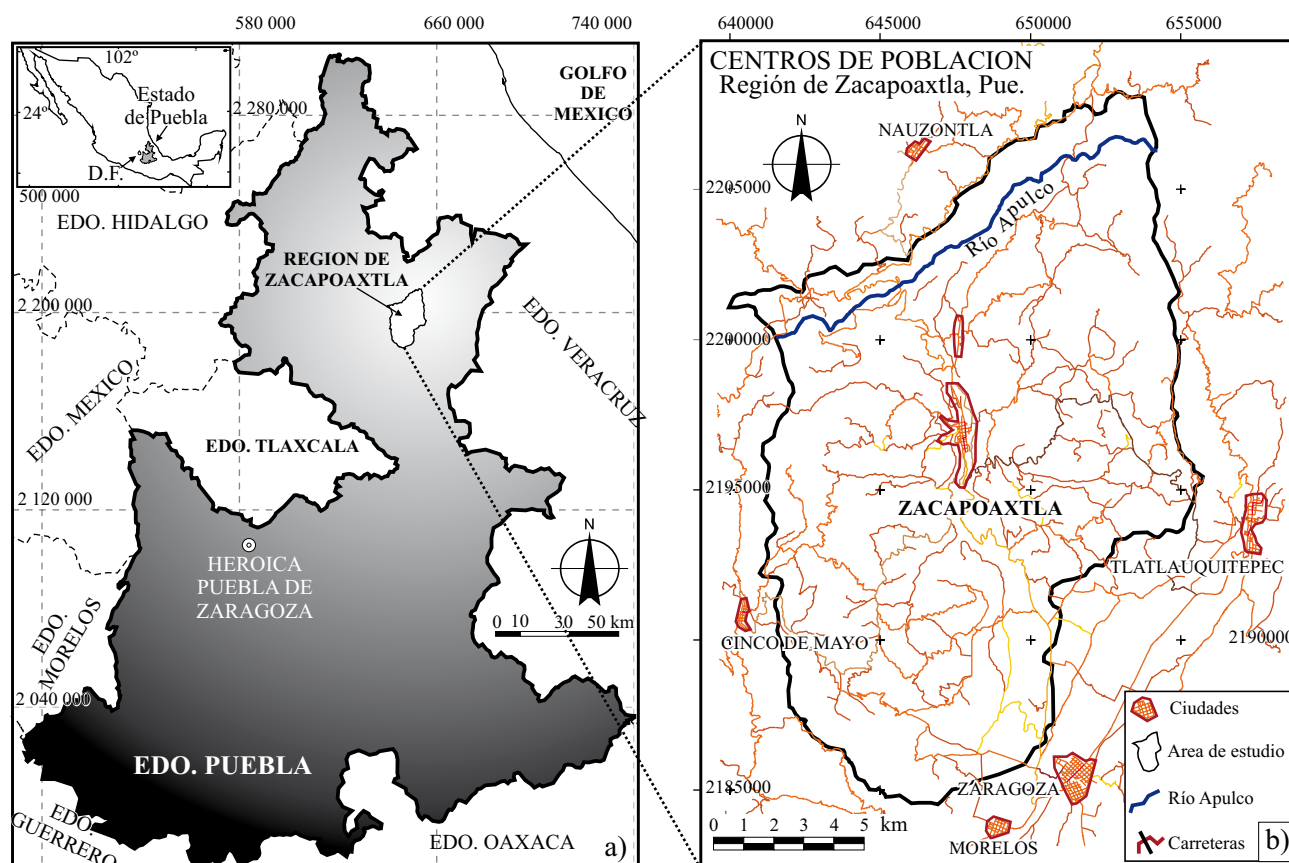 580 000
660 000
740 000
102º
24º
Estado
de Puebla
D.F.
500 000
2 280 000
GOLFO
DE
MEXICO
EDO. HIDALGO
REGION DE
ZACAPOAXTLA
2 200 000
EDO. VERACRUZ
EDO. MEXICO
EDO. TLAXCALA
2 120 000
HEROICA
PUEBLA DE
ZARAGOZA
N
0 10 30 50 km
EDO.
MORELOS
2 040 000
EDO. PUEBLA
EDO.
GUERRERO
EDO. OAXACA
a)
640000
645000
650000
655000
CENTROS DE POBLACION
Región de Zacapoaxtla, Pue.
N
NAUZONTLA
2205000
Río Apulco
2200000
2195000
ZACAPOAXTLA
TLATLAUQUITEPEC
CINCO DE MAYO
2190000
2185000
ZARAGOZA
MORELOS
0 1 2 3 4 5 km
Ciudades
Area de estudio
Río Apulco
Carreteras
b)